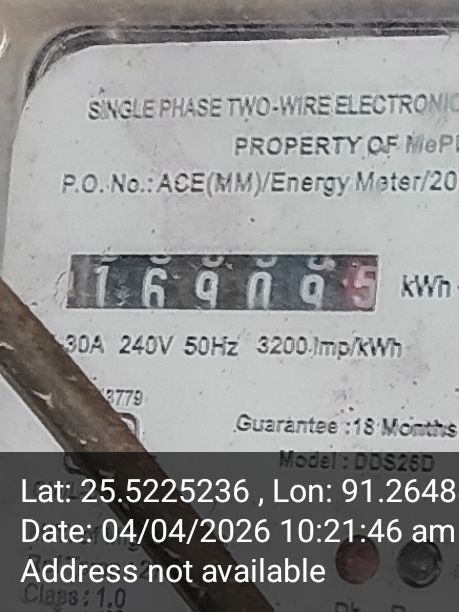 SINGLE PHASE TWO-WIRE ELECTRONIC
PROPERTY OF MePD
P.O. No.: ACE(MM)/Energy Meter/20
169095 kWh
30A 240V 50Hz 3200 Imp/kWh
3779
Guarantee :18 Months
Model : DDS26D
Lat: 25.5225236 , Lon: 91.2648
Date: 04/04/2026 10:21:46 am
Address not available
Class: 1.0